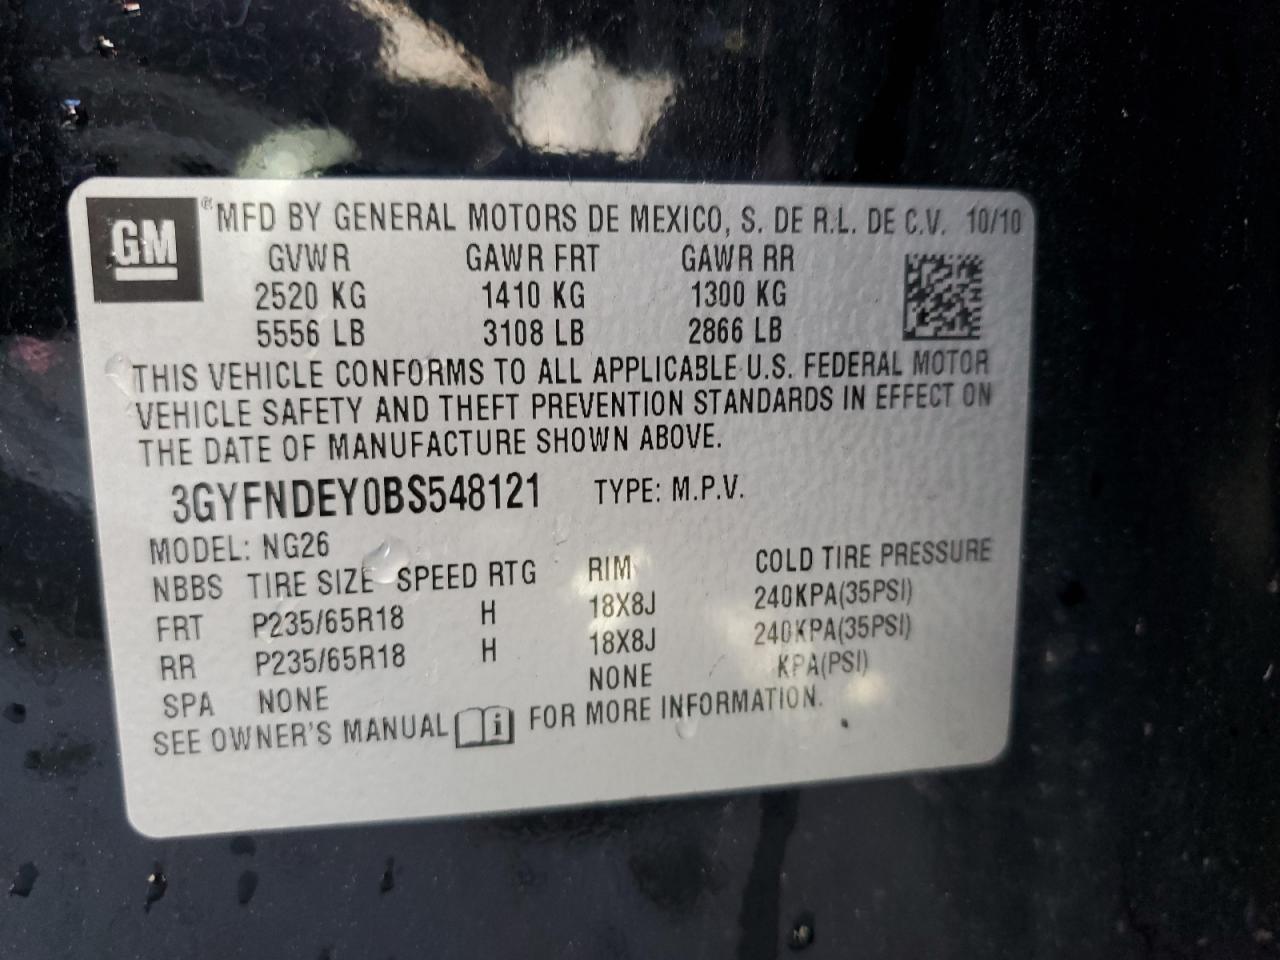 GM ® MFD BY GENERAL MOTORS DE MEXICO, S. DE R.L. DE C.V. 10/10
GVWR GAWR FRT GAWR RR
2520 KG 1410 KG 1300 KG
5556 LB 3108 LB 2866 LB
THIS VEHICLE CONFORMS TO ALL APPLICABLE U.S. FEDERAL MOTOR
VEHICLE SAFETY AND THEFT PREVENTION STANDARDS IN EFFECT ON
THE DATE OF MANUFACTURE SHOWN ABOVE.
3GYFNDEY0BS548121 TYPE: M.P.V.
MODEL: NG26
NBBS TIRE SIZE SPEED RTG RIM COLD TIRE PRESSURE
FRT P235/65R18 H 18X8J 240KPA(35PSI)
RR P235/65R18 H 18X8J 240KPA(35PSI)
SPA NONE NONE KPA(PSI)
SEE OWNER'S MANUAL i FOR MORE INFORMATION.